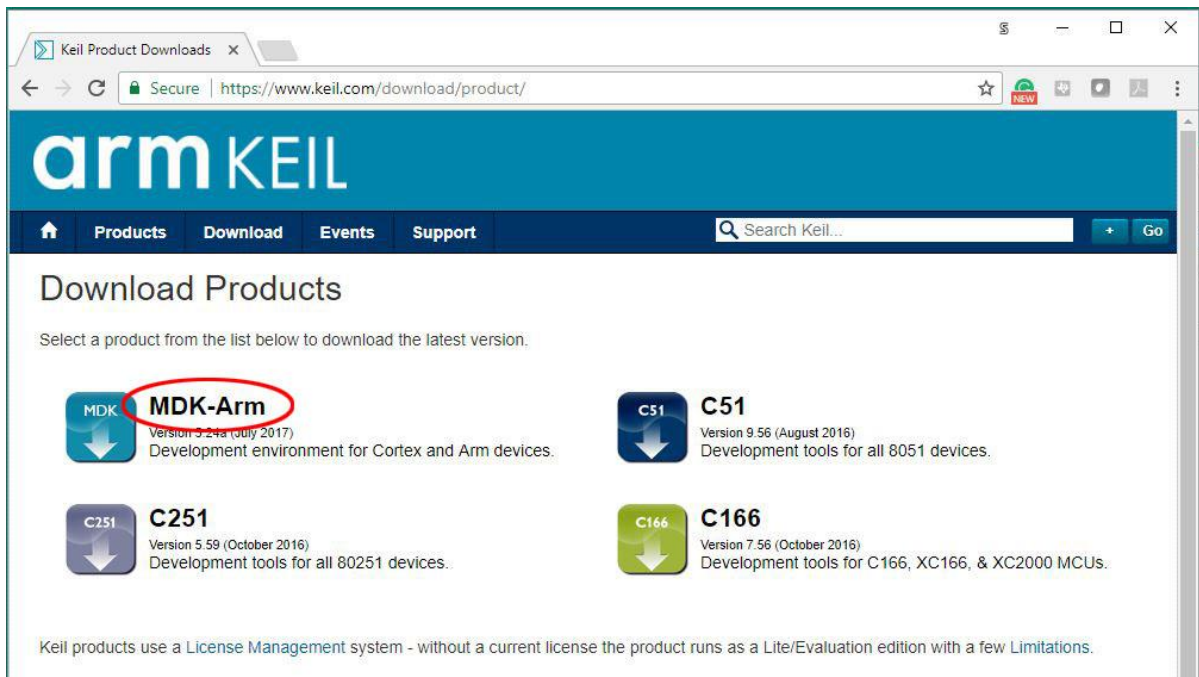 Keil Product Downloads
Secure | https://www.keil.com/download/product/
NEW
arm KEIL
Products Download Events Support Search Keil... + Go
Download Products
Select a product from the list below to download the latest version.
MDK
MDK-Arm
Version 5.24a (July 2017)
Development environment for Cortex and Arm devices.
C51
C51
Version 9.56 (August 2016)
Development tools for all 8051 devices.
C251
C251
Version 5.59 (October 2016)
Development tools for all 80251 devices.
C166
C166
Version 7.56 (October 2016)
Development tools for C166, XC166, & XC2000 MCUs.
Keil products use a License Management system - without a current license the product runs as a Lite/Evaluation edition with a few Limitations.